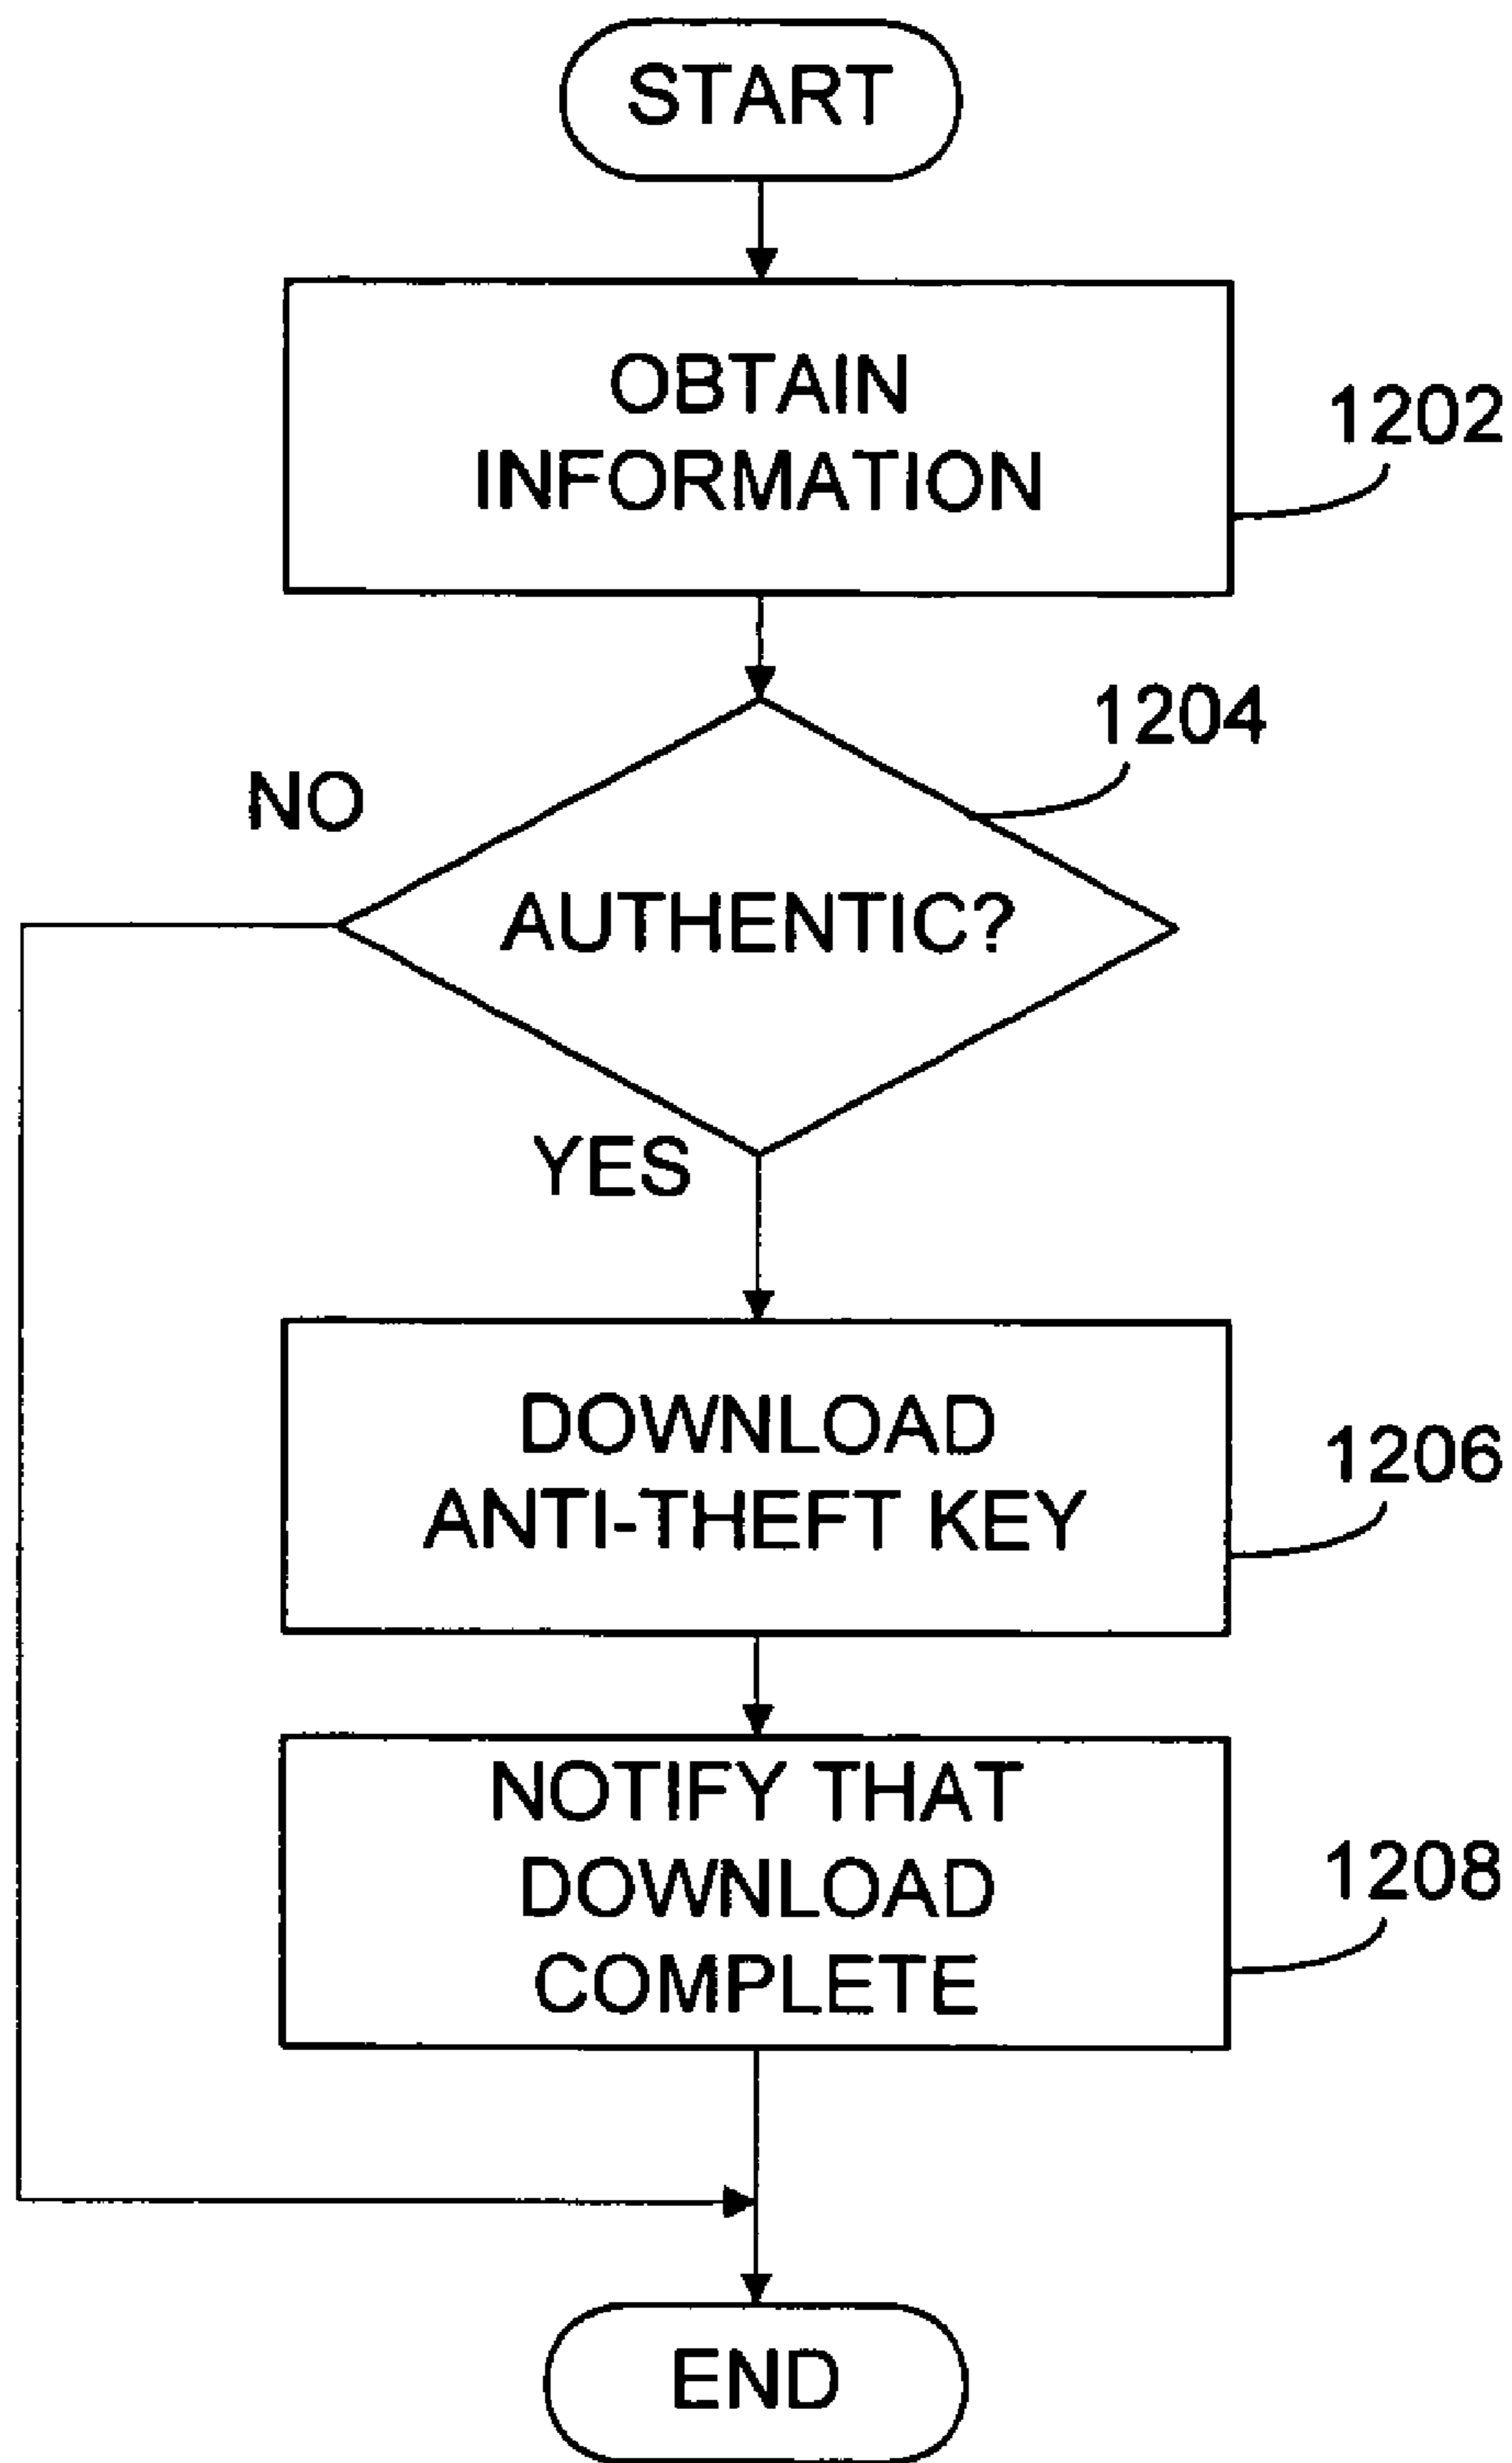 START
OBTAIN
INFORMATION
1202
1204
NO
AUTHENTIC?
YES
DOWNLOAD
ANTI-THEFT KEY
1206
NOTIFY THAT
DOWNLOAD
COMPLETE
1208
END